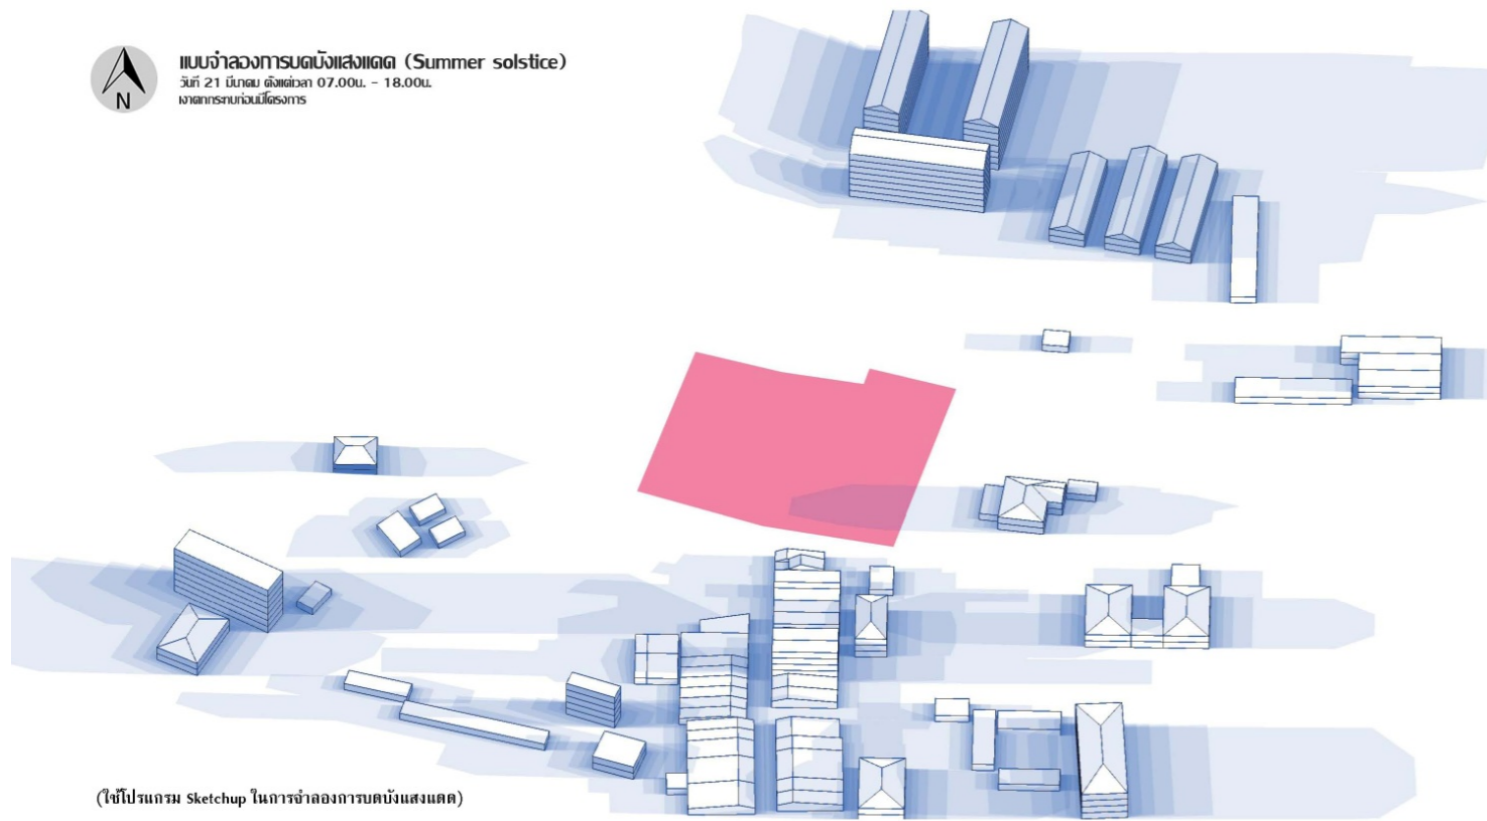 แบบจำลองการบดบังแสงแดด (Summer solstice)
วันที่ 21 มีนาคม ตั้งแต่เวลา 07.00น. - 18.00น.
เงาตกกระทบก่อนมีโครงการ
N
(ใช้โปรแกรม Sketchup ในการจำลองการบดบังแสงแดด)